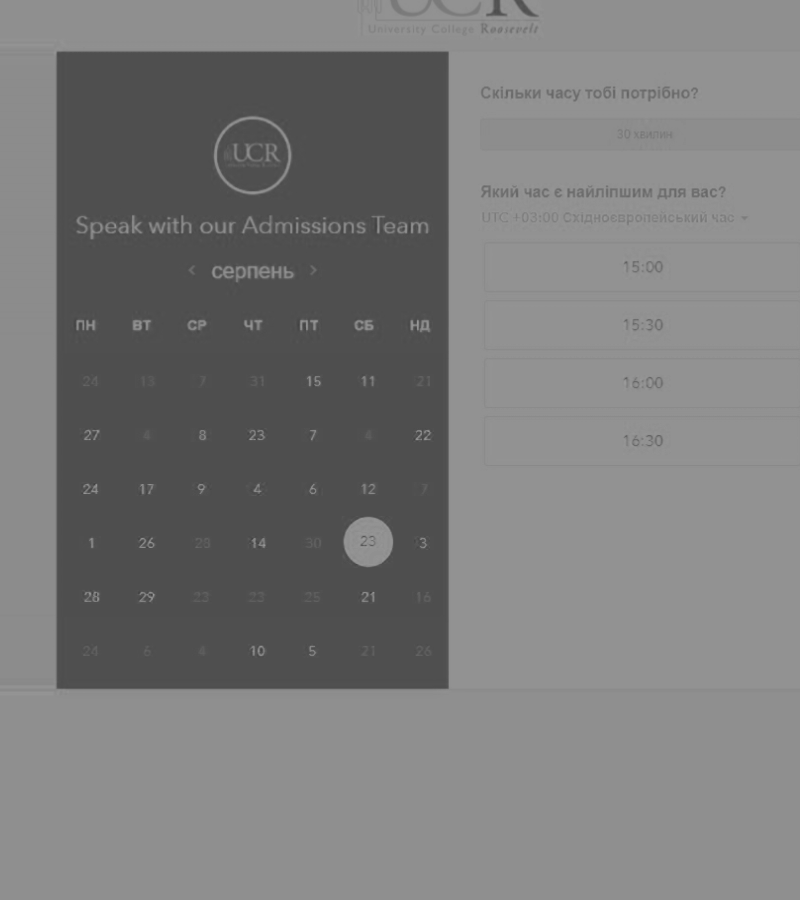 UCR
University College Roosevelt
UCR
Speak with our Admissions Team
< серпень >
ПН ВТ СР ЧТ ПТ СБ НД
24 13 7 31 15 11 21
27 4 8 23 7 4 22
24 17 9 4 6 12 7
1 26 23 14 30 23 3
28 29 23 23 25 21 16
24 6 4 10 5 21 26
Скільки часу тобі потрібно?
30 хвилин
Який час є найліпшим для вас?
UTC +03:00 Східноєвропейський час
15:00
15:30
16:00
16:30